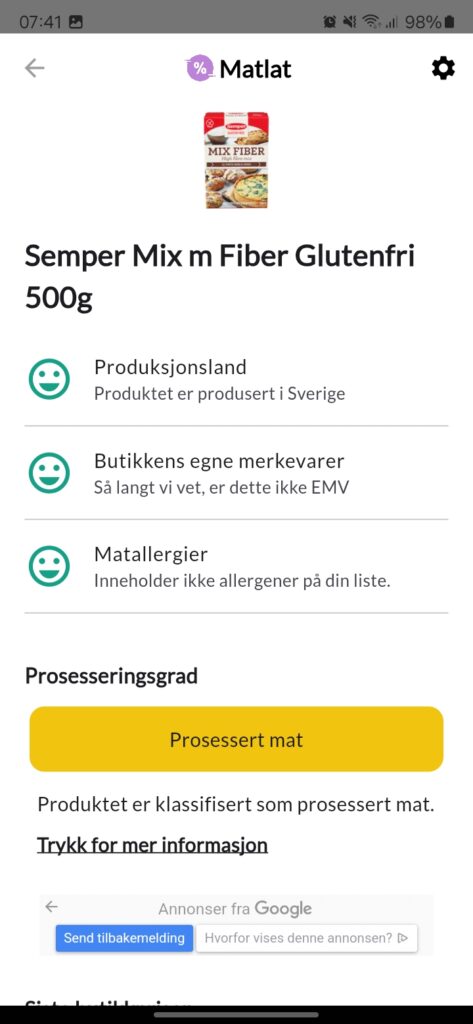 07:41
98%
% Matlat
Semper
MIX FIBER
Semper Mix m Fiber Glutenfri
500g
Produksjonsland
Produktet er produsert i Sverige
Butikkens egne merkevarer
Så langt vi vet, er dette ikke EMV
Matallergier
Inneholder ikke allergener på din liste.
Prosesseringsgrad
Prosessert mat
Produktet er klassifisert som prosessert mat.
Trykk for mer informasjon
Annonser fra Google
Send tilbakemelding
Hvorfor vises denne annonsen?